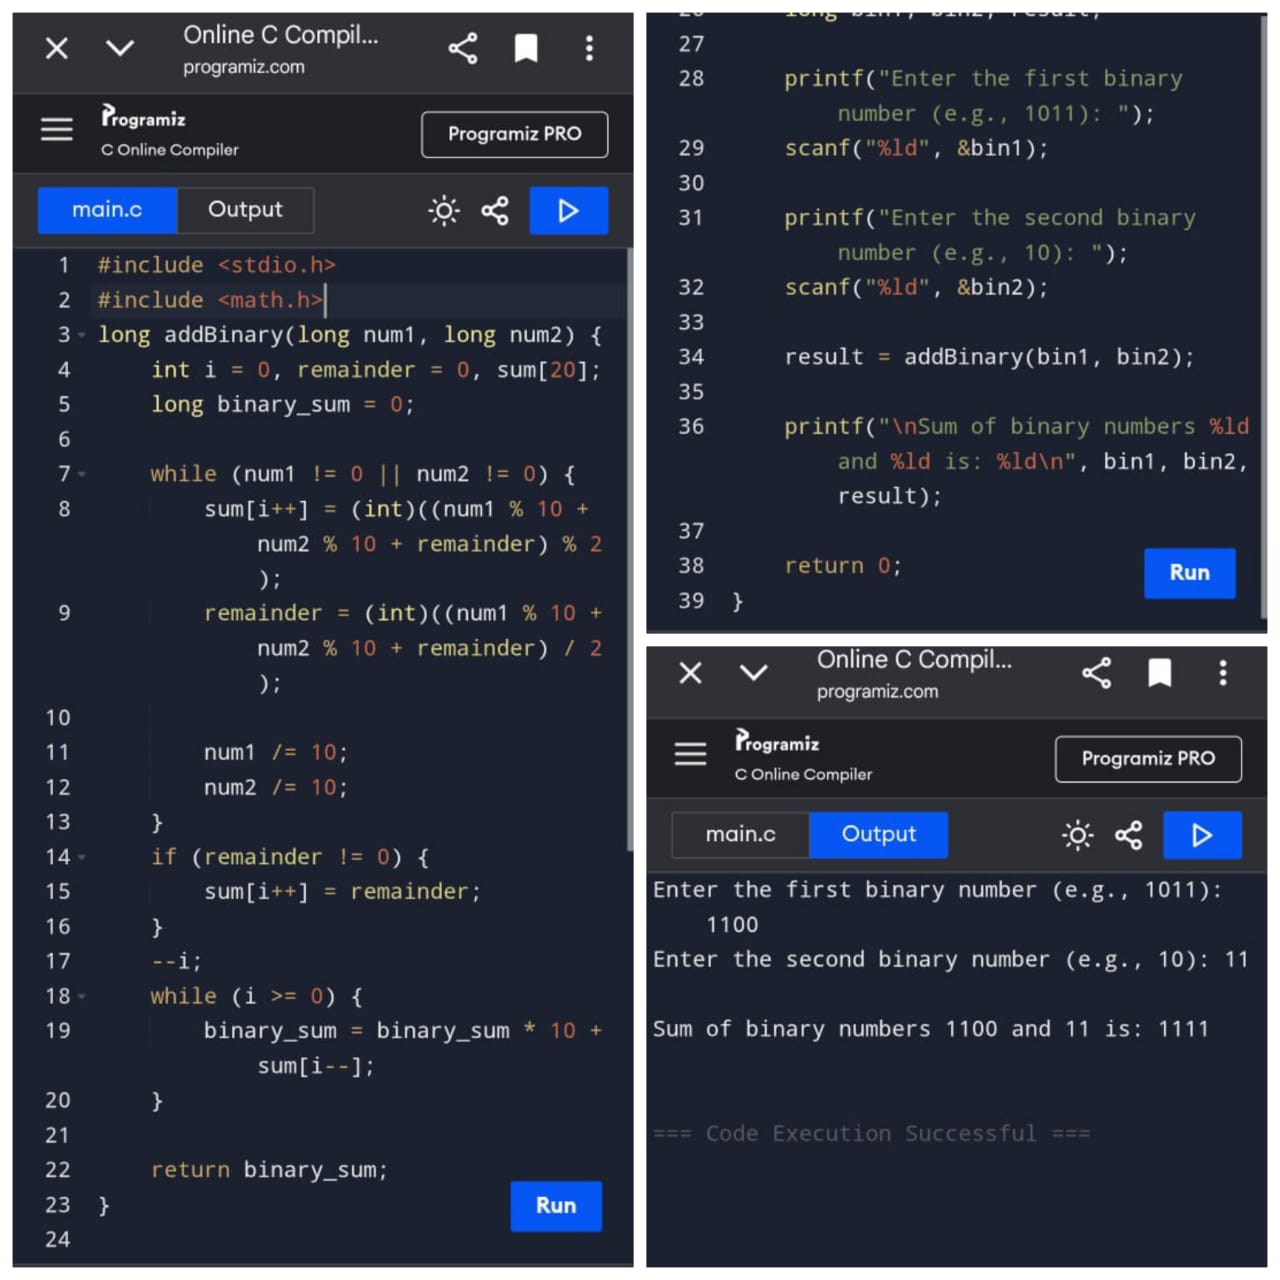 Online C Compil...
programiz.com
Programiz
C Online Compiler
Programiz PRO
main.c
Output
1 #include <stdio.h>
2 #include <math.h>
3 long addBinary(long num1, long num2) {
4 int i = 0, remainder = 0, sum[20];
5 long binary_sum = 0;
6
7 while (num1 != 0 || num2 != 0) {
8 sum[i++] = (int)((num1 % 10 +
num2 % 10 + remainder) % 2
);
9 remainder = (int)((num1 % 10 +
num2 % 10 + remainder) / 2
);
10
11 num1 /= 10;
12 num2 /= 10;
13 }
14 if (remainder != 0) {
15 sum[i++] = remainder;
16 }
17 --i;
18 while (i >= 0) {
19 binary_sum = binary_sum * 10 +
sum[i--];
20 }
21
22 return binary_sum;
23 }
Run
24
26 long bin1, bin2, result;
27
28 printf("Enter the first binary
number (e.g., 1011): ");
29 scanf("%ld", &bin1);
30
31 printf("Enter the second binary
number (e.g., 10): ");
32 scanf("%ld", &bin2);
33
34 result = addBinary(bin1, bin2);
35
36 printf("\nSum of binary numbers %ld
and %ld is: %ld\n", bin1, bin2,
result);
37
38 return 0;
Run
39 }
Online C Compil...
programiz.com
Programiz
C Online Compiler
Programiz PRO
main.c
Output
Enter the first binary number (e.g., 1011):
1100
Enter the second binary number (e.g., 10): 11
Sum of binary numbers 1100 and 11 is: 1111
=== Code Execution Successful ===